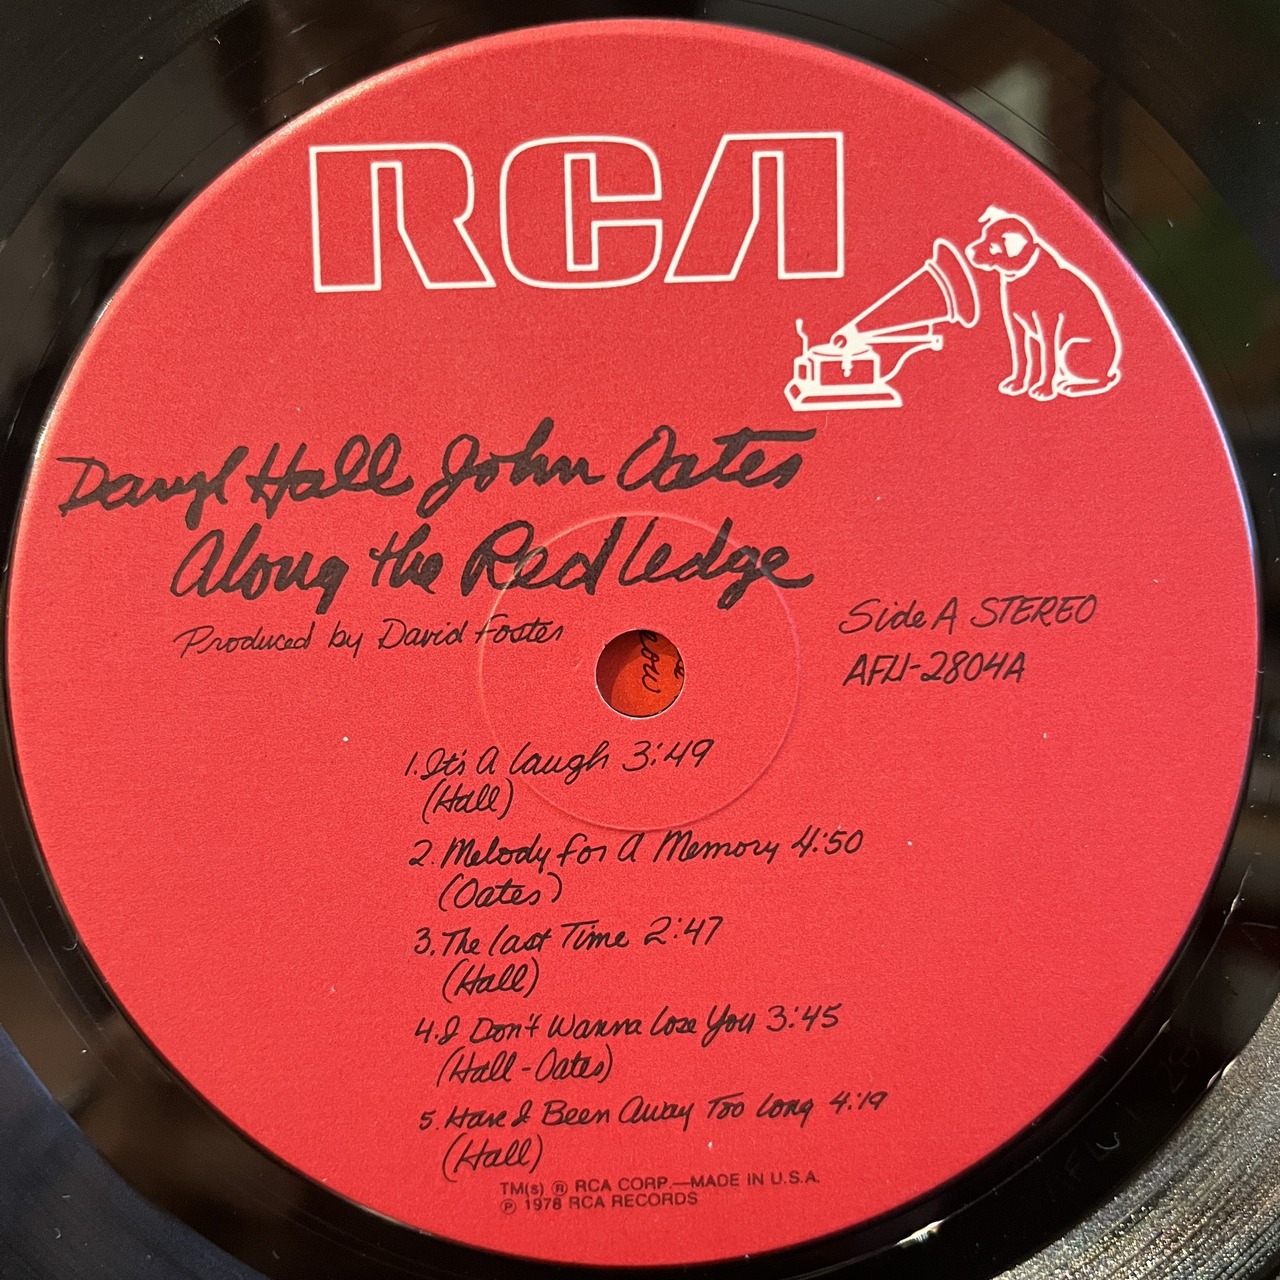 RCA
Daryl Hall John Oates
Along the Red Ledge
Produced by David Foster
Side A STEREO
AFL1-2804A
1. It's A Laugh 3:49
(Hall)
2. Melody for A Memory 4:50
(Oates)
3. The Last Time 2:47
(Hall)
4. I Don't Wanna Lose You 3:45
(Hall-Oates)
5. Have I Been Away Too Long 4:19
(Hall)
TM(s) ® RCA CORP.—MADE IN U.S.A.
℗ 1978 RCA RECORDS